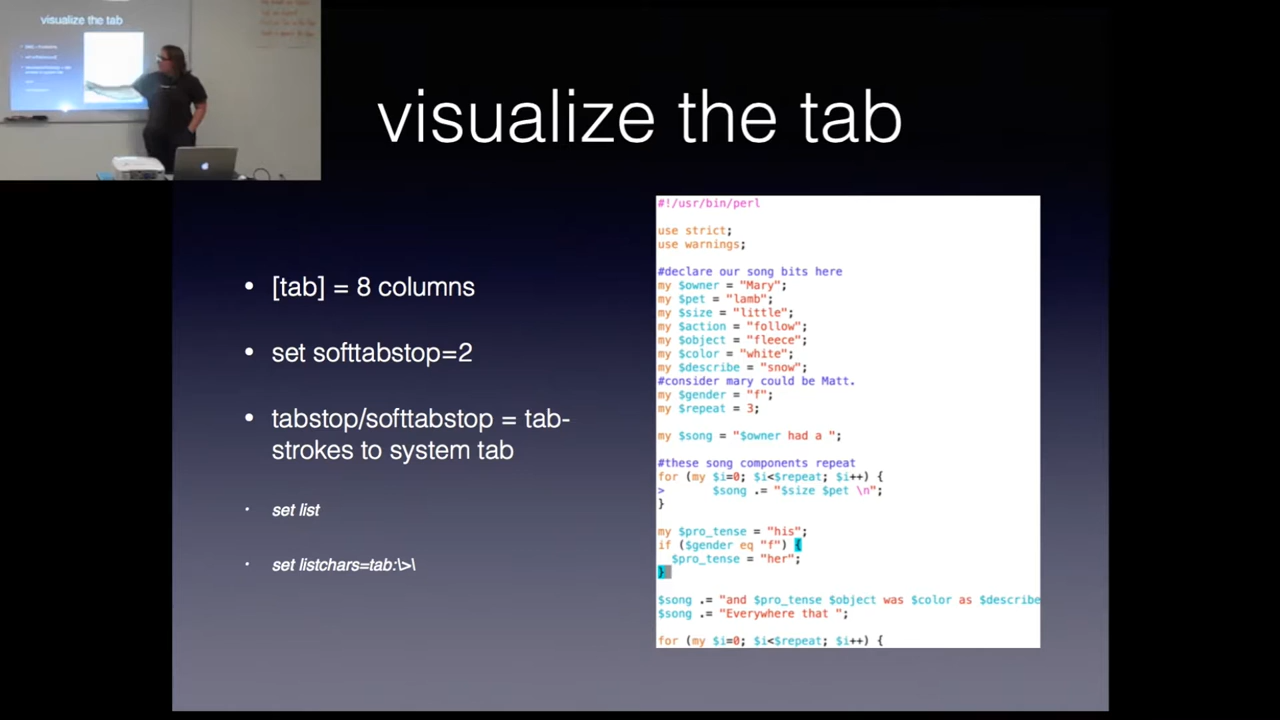 visualize the tab
visualize the tab
• [tab] = 8 columns
• set softtabstop=2
• tabstop/softtabstop = tab-
strokes to system tab
• set list
• set listchars=tab:\>\
#!/usr/bin/perl
use strict;
use warnings;
#declare our song bits here
my $owner = "Mary";
my $pet = "lamb";
my $size = "little";
my $action = "follow";
my $object = "fleece";
my $color = "white";
my $describe = "snow";
#consider mary could be Matt.
my $gender = "f";
my $repeat = 3;
my $song = "$owner had a ";
#these song components repeat
for (my $i=0; $i<$repeat; $i++) {
>       $song .= "$size $pet \n";
}
my $pro_tense = "his";
if ($gender eq "f") {
  $pro_tense = "her";
}
$song .= "and $pro_tense $object was $color as $describe
$song .= "Everywhere that ";
for (my $i=0; $i<$repeat; $i++) {